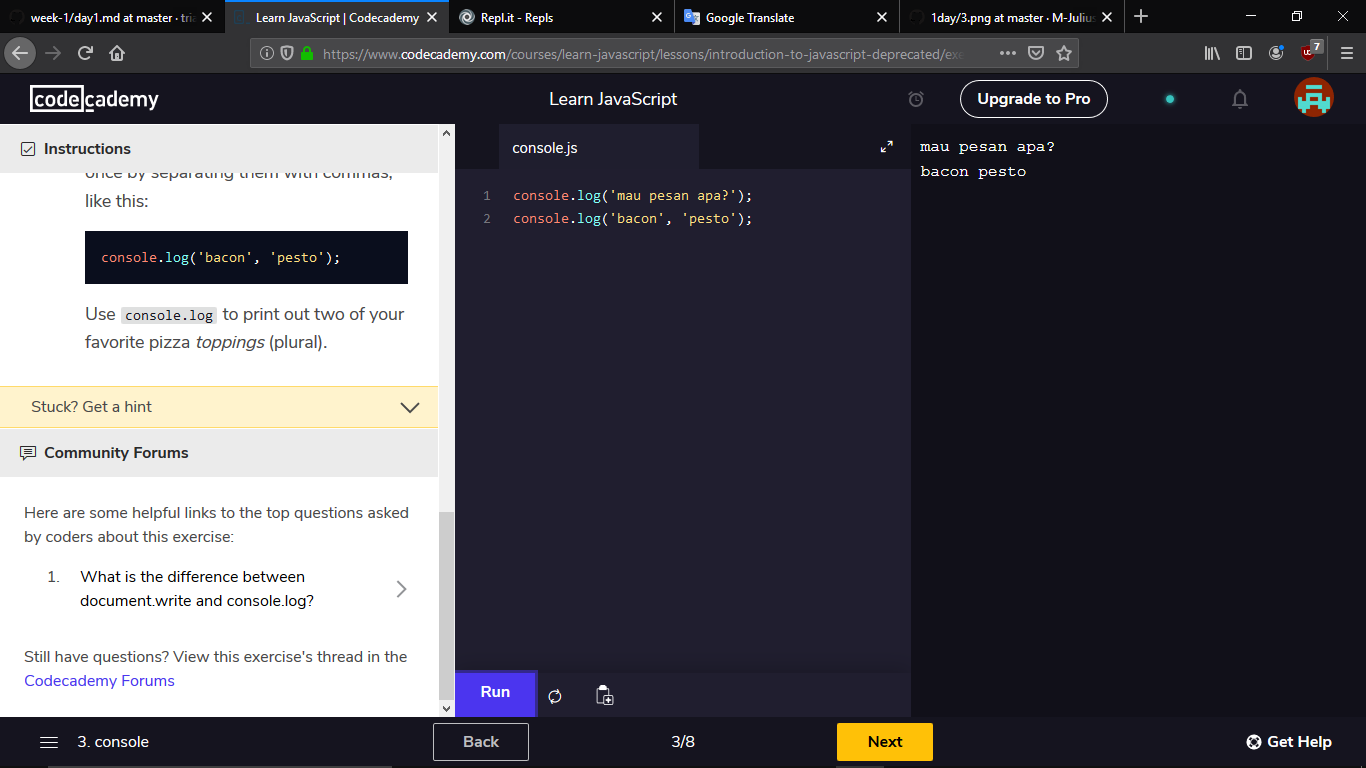 week-1/day1.md at master · tri
Learn JavaScript | Codecademy
Repl.it - Repls
Google Translate
1day/3.png at master · M-Julius
https://www.codecademy.com/courses/learn-javascript/lessons/introduction-to-javascript-deprecated/exe
7
codecademy
Learn JavaScript
Upgrade to Pro
Instructions
once by separating them with commas,
like this:
console.log('bacon', 'pesto');
Use console.log to print out two of your
favorite pizza toppings (plural).
Stuck? Get a hint
Community Forums
Here are some helpful links to the top questions asked
by coders about this exercise:
1. What is the difference between
document.write and console.log?
Still have questions? View this exercise's thread in the
Codecademy Forums
console.js
1 console.log('mau pesan apa?');
2 console.log('bacon', 'pesto');
Run
mau pesan apa?
bacon pesto
3. console
Back
3/8
Next
Get Help